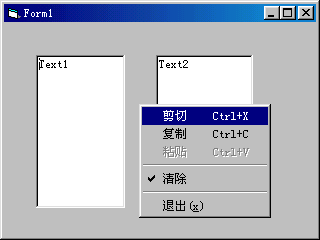 Form1
Text1
Text2
剪切 Ctrl+X
复制 Ctrl+C
粘贴 Ctrl+V
清除
退出(x)